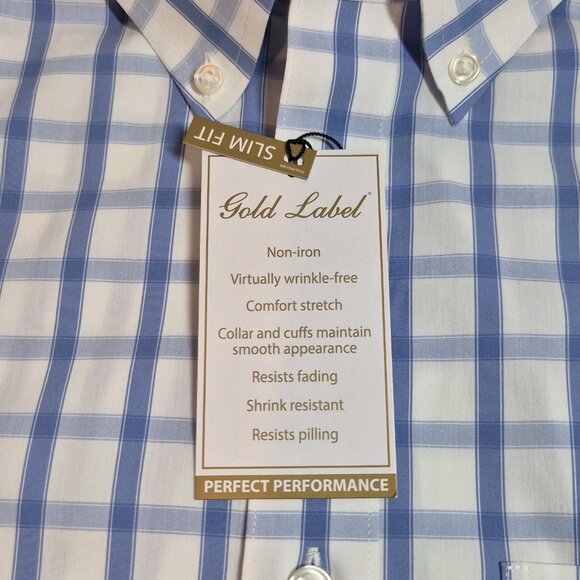 SLIM FIT
Gold Label®
Non-iron
Virtually wrinkle-free
Comfort stretch
Collar and cuffs maintain
smooth appearance
Resists fading
Shrink resistant
Resists pilling
PERFECT PERFORMANCE